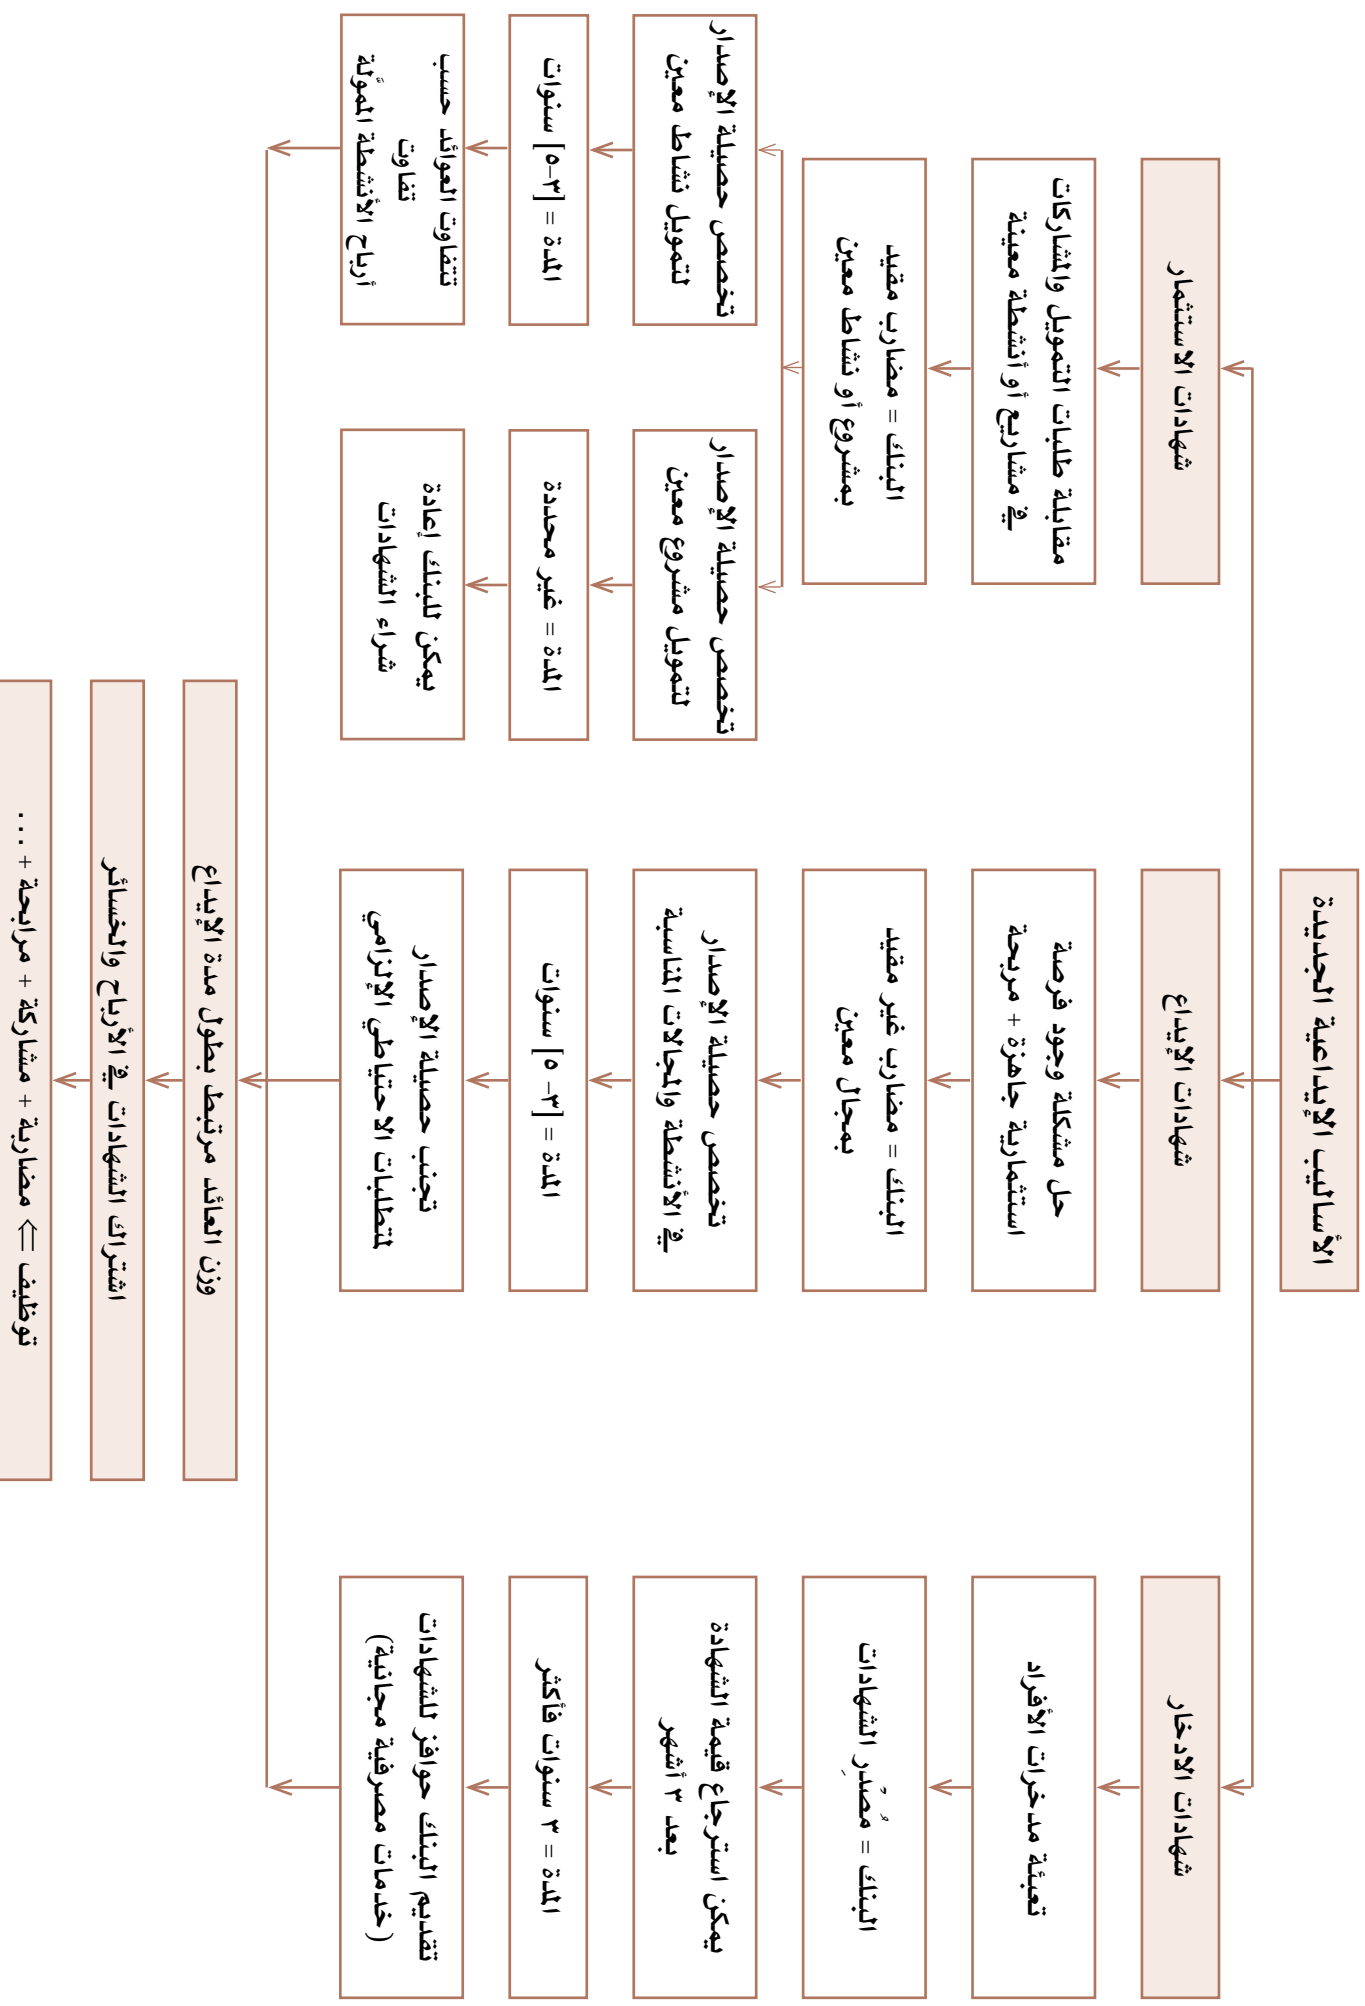 الأساليب الإيداعية الجديدة
شهادات الادخار
تعبئة مدخرات الأفراد
البنك = مُصْدِر الشهادات
يمكن استرجاع قيمة الشهادة
بعد ٣ أشهر
المدة = ٣ سنوات فأكثر
تقديم البنك حوافز للشهادات
(خدمات مصرفية مجانية)
شهادات الإيداع
حل مشكلة وجود فرصة
استثمارية جاهزة + مربحة
البنك = مضارب غير مقيد
بمجال معين
تخصص حصيلة الإصدار
في الأنشطة والمجالات المناسبة
المدة = [٣– ٥] سنوات
تجنب حصيلة الإصدار
لمتطلبات الاحتياطي الإلزامي
شهادات الاستثمار
مقابلة طلبات التمويل والمشاركات
في مشاريع أو أنشطة معينة
البنك = مضارب مقيد
بمشروع أو نشاط معين
تخصص حصيلة الإصدار
لتمويل مشروع معين
المدة = غير محددة
يمكن للبنك إعادة
شراء الشهادات
تخصص حصيلة الإصدار
لتمويل نشاط معين
المدة = [٣–٥] سنوات
تتفاوت العوائد حسب
تفاوت
أرباح الأنشطة المموَّلة
وزن العائد مرتبط بطول مدة الإيداع
اشتراك الشهادات في الأرباح والخسائر
توظيف ⇐ مضاربة + مشاركة + مرابحة + ...